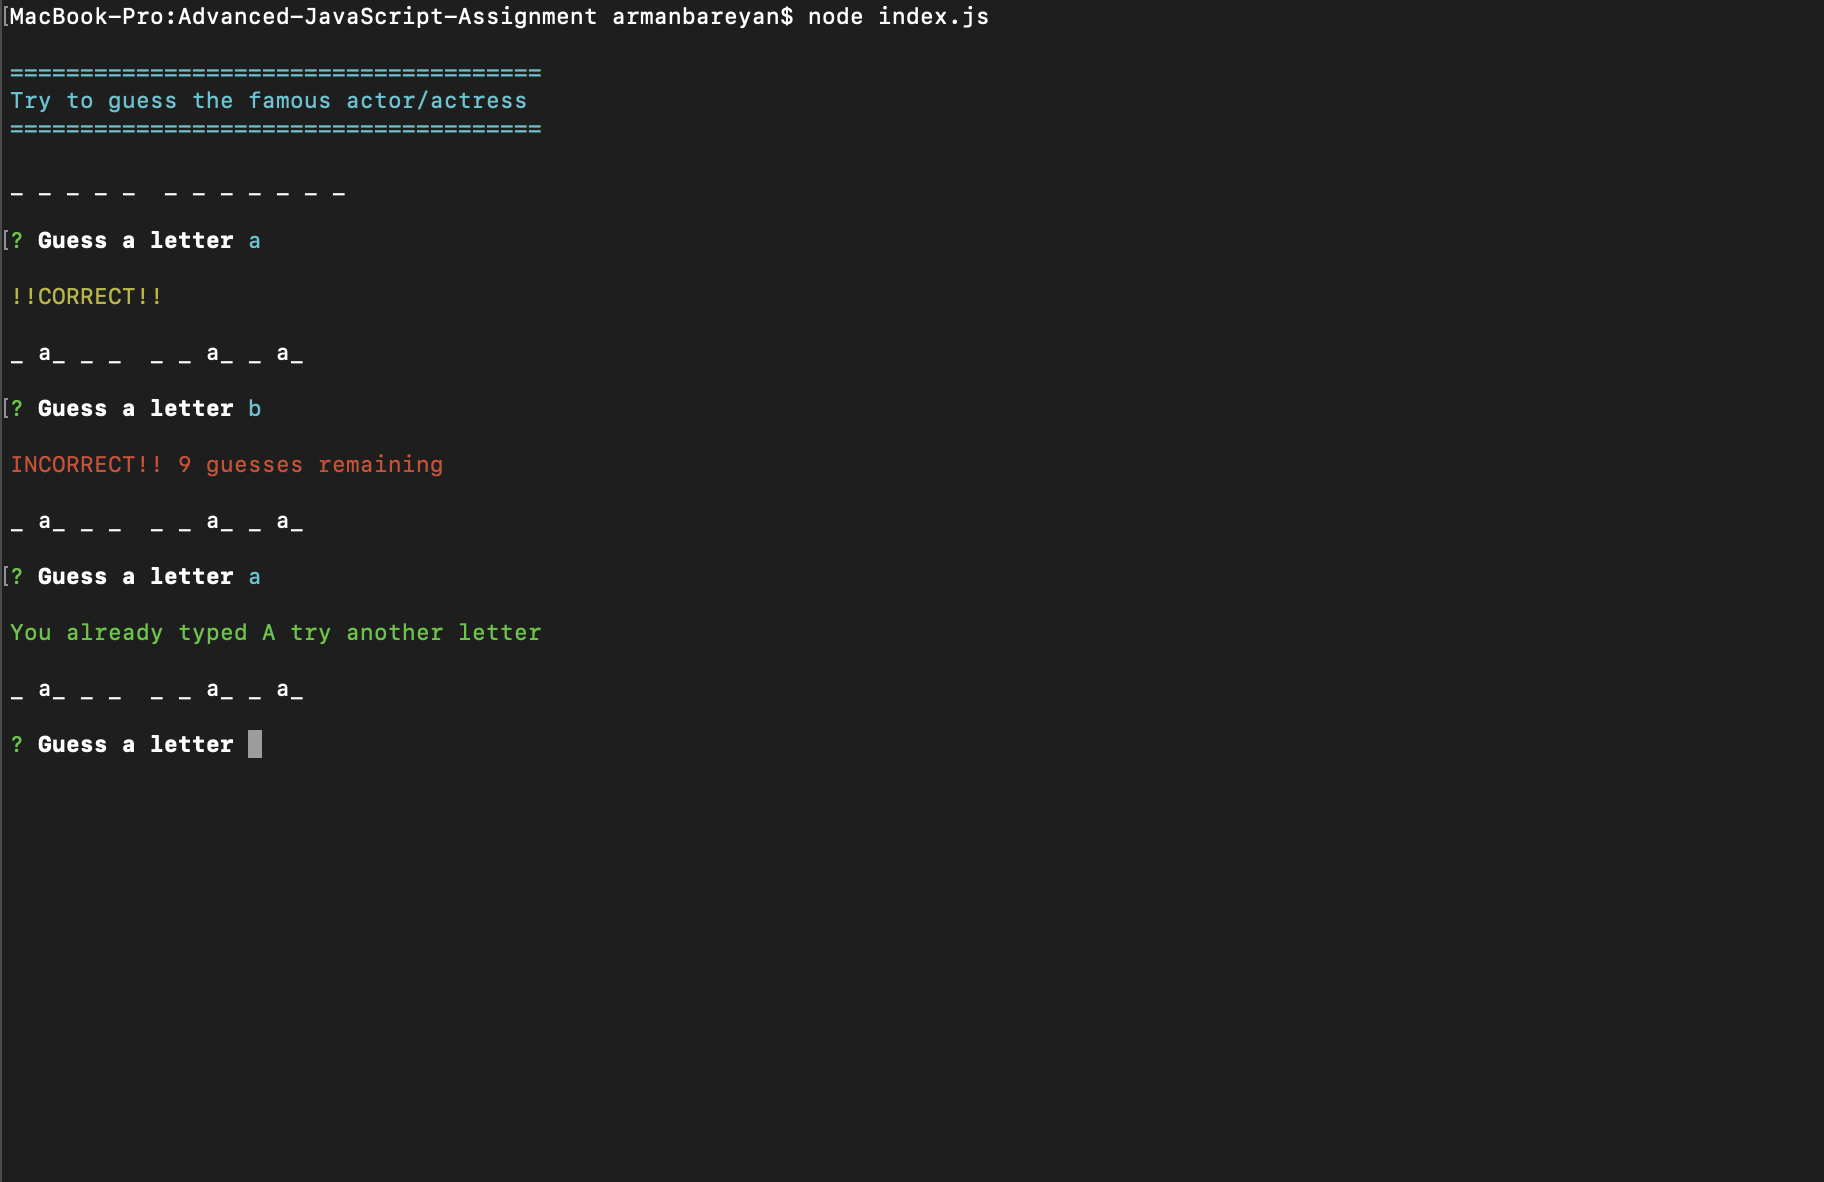 [MacBook-Pro:Advanced-JavaScript-Assignment armanbareyan$ node index.js
======================================
Try to guess the famous actor/actress
======================================
_ _ _ _ _  _ _ _ _ _ _ _
[? Guess a letter a
!!CORRECT!!
_ a_ _ _  _ _ a_ _ a_
[? Guess a letter b
INCORRECT!! 9 guesses remaining
_ a_ _ _  _ _ a_ _ a_
[? Guess a letter a
You already typed A try another letter
_ a_ _ _  _ _ a_ _ a_
? Guess a letter